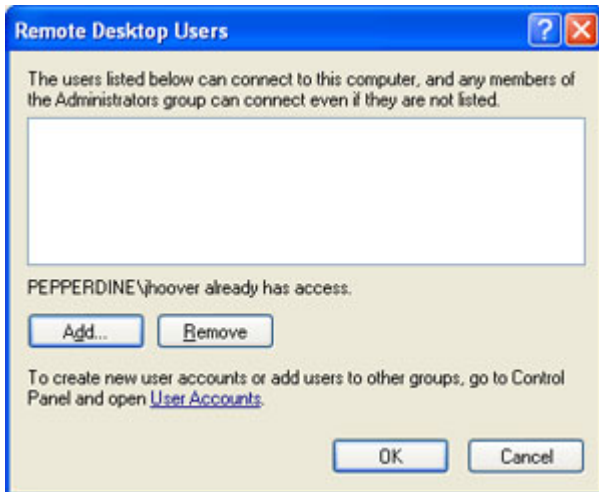 Remote Desktop Users
The users listed below can connect to this computer, and any members of
the Administrators group can connect even if they are not listed.
PEPPERDINE\jhoover already has access.
Add...
Remove
To create new user accounts or add users to other groups, go to Control
Panel and open User Accounts.
OK
Cancel